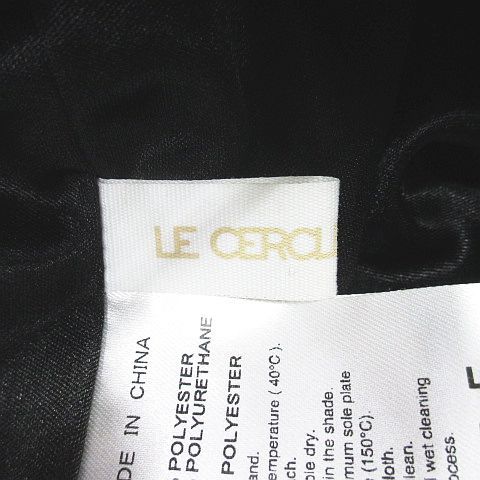 LE CERCL
DE IN CHINA
POLYESTER
POLYURETHANE
POLYESTER
emperature (40°C).
and.
ch.
ble dry.
in the shade.
mum sole plate
(150°C).
loth.
lean.
wet cleaning
ocess.